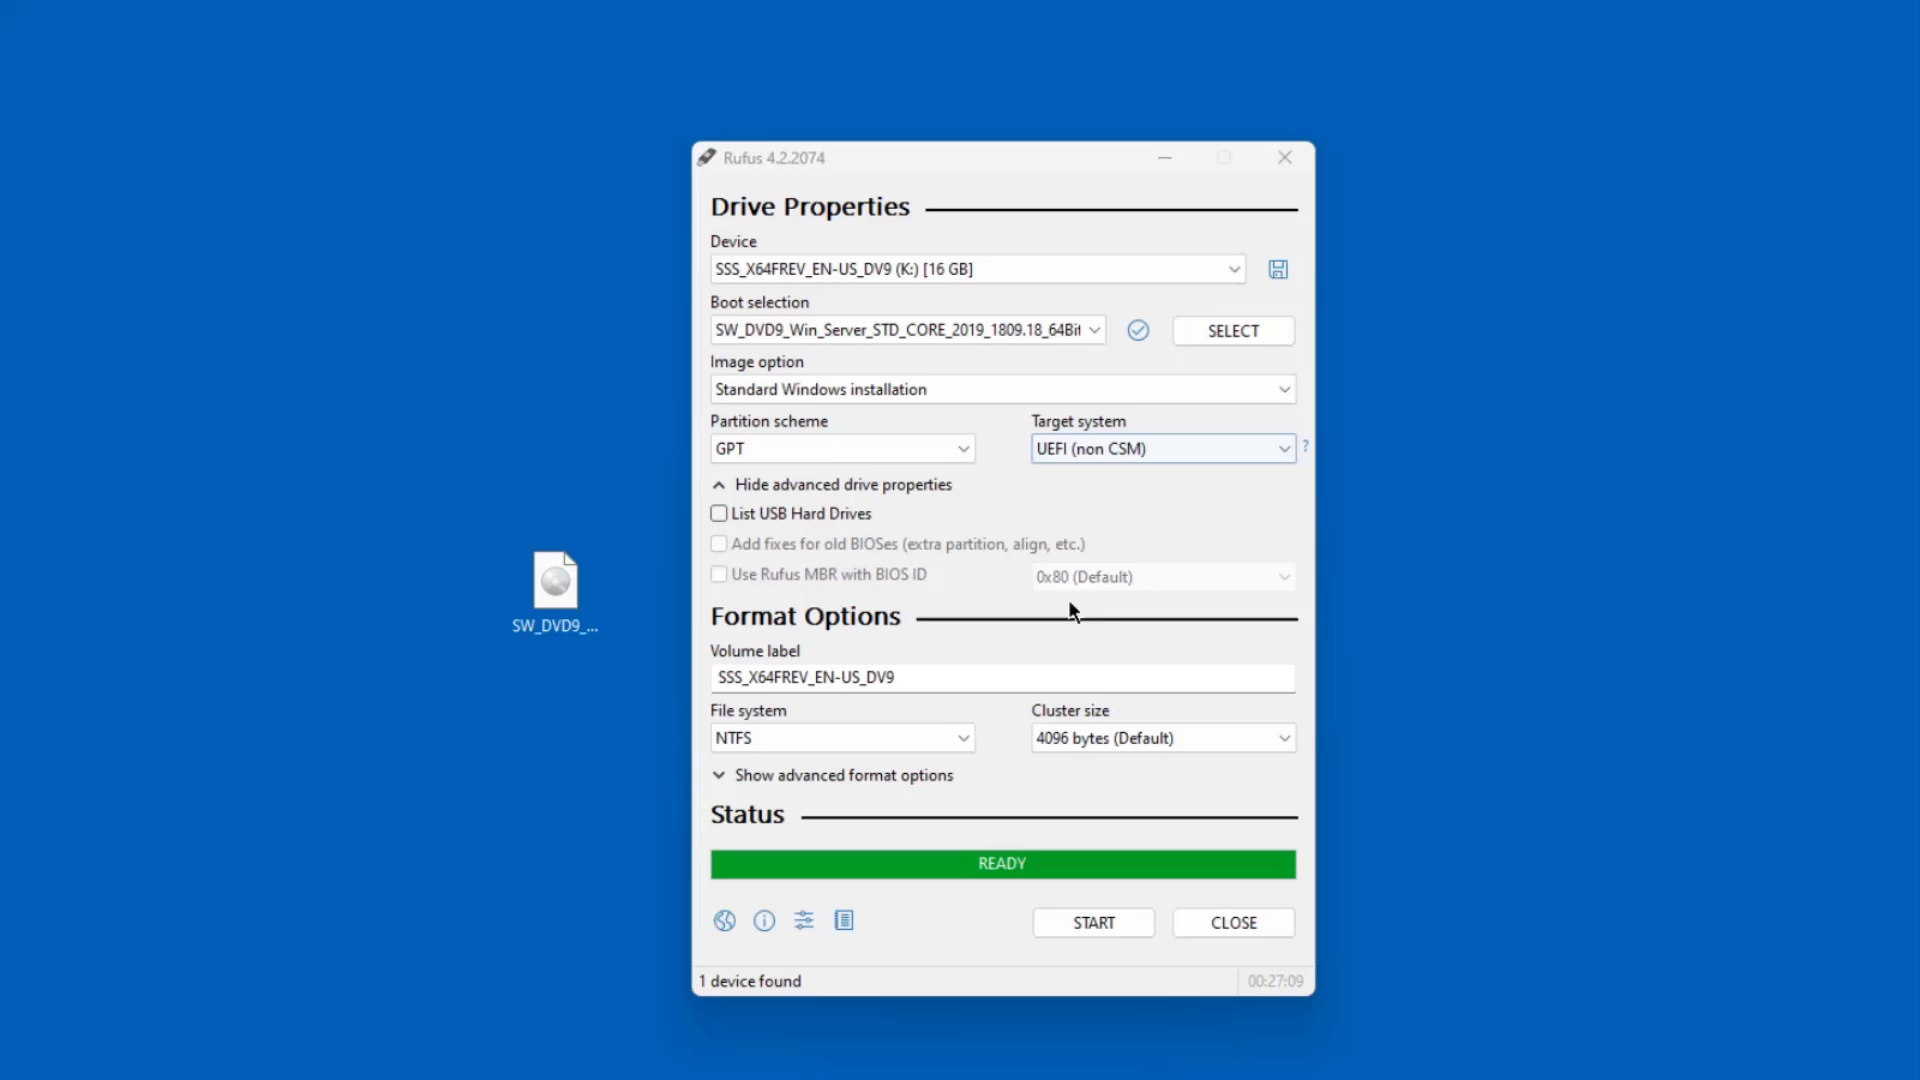 Rufus 4.2.2074
Drive Properties
Device
SSS_X64FREV_EN-US_DV9 (K:) [16 GB]
Boot selection
SW_DVD9_Win_Server_STD_CORE_2019_1809.18_64Bit
SELECT
Image option
Standard Windows installation
Partition scheme
Target system
GPT
UEFI (non CSM)
?
Hide advanced drive properties
List USB Hard Drives
Add fixes for old BIOSes (extra partition, align, etc.)
Use Rufus MBR with BIOS ID
0x80 (Default)
SW_DVD9_...
Format Options
Volume label
SSS_X64FREV_EN-US_DV9
File system
Cluster size
NTFS
4096 bytes (Default)
Show advanced format options
Status
READY
START
CLOSE
1 device found
00:27:09